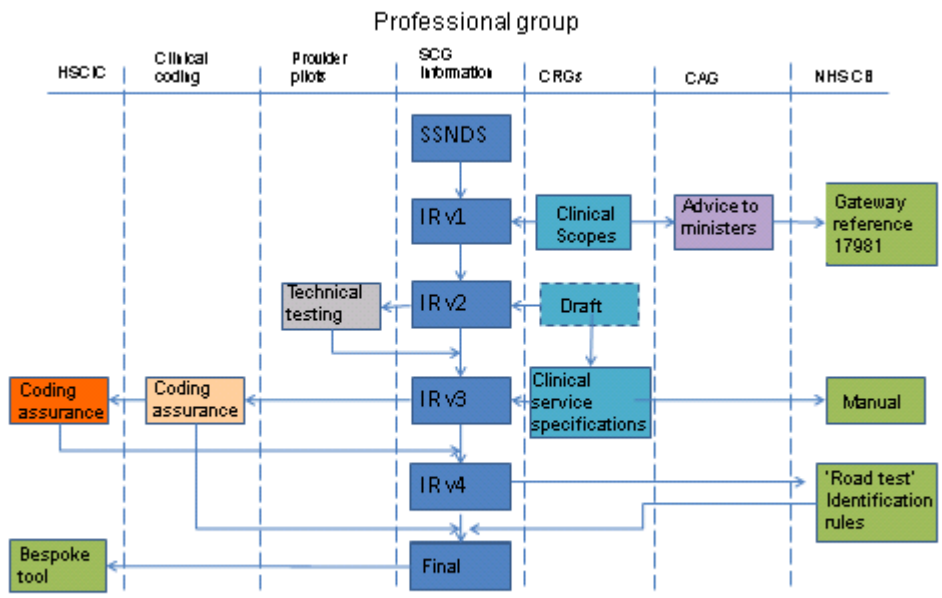 Professional group
HSCIC
Clinical
coding
Provider
pilots
SCG
Information
CRGs
CAG
NHSCB
SSNDS
IR v1
Clinical
Scopes
Advice to
ministers
Gateway
reference
17981
Technical
testing
IR v2
Draft
Coding
assurance
Coding
assurance
IR v3
Clinical
service
specifications
Manual
IR v4
'Road test'
Identification
rules
Bespoke
tool
Final